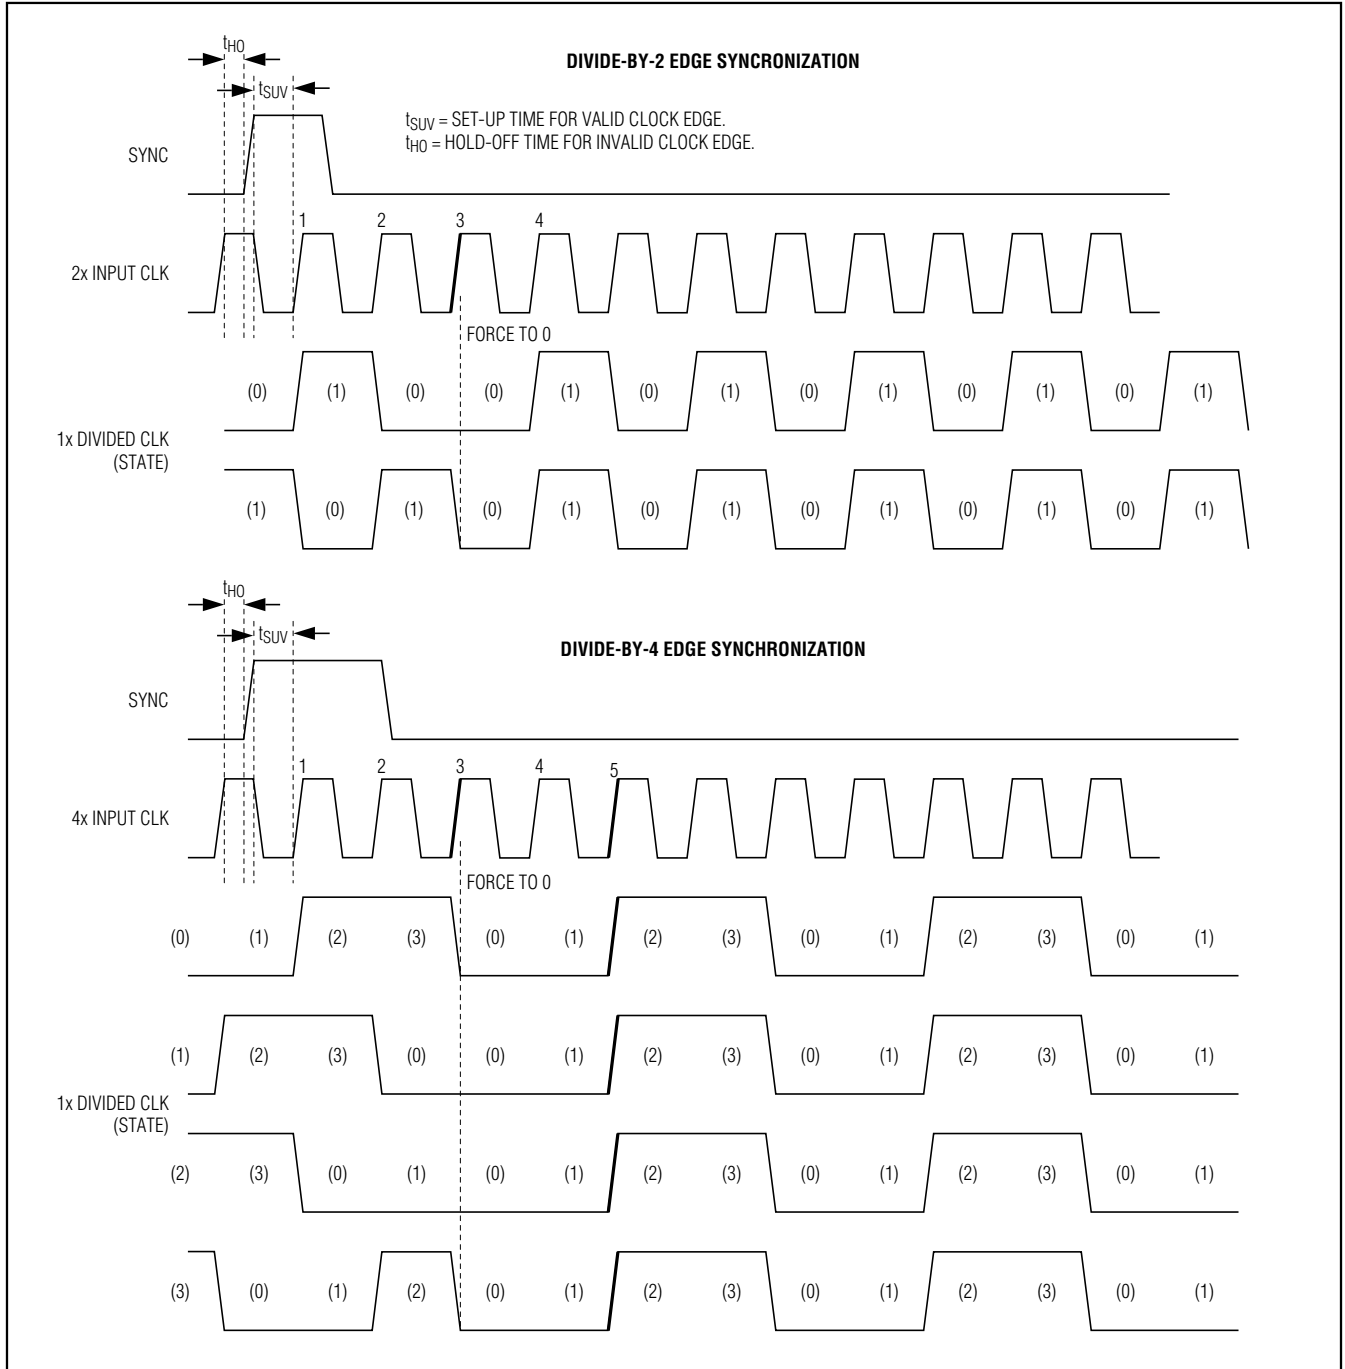 tHO
DIVIDE-BY-2 EDGE SYNCRONIZATION
tSUV
tSUV = SET-UP TIME FOR VALID CLOCK EDGE.
tHO = HOLD-OFF TIME FOR INVALID CLOCK EDGE.
SYNC
1 2 3 4
2x INPUT CLK
FORCE TO 0
(0) (1) (0) (0) (1) (0) (1) (0) (1) (0) (1) (0) (1)
1x DIVIDED CLK
(STATE)
(1) (0) (1) (0) (1) (0) (1) (0) (1) (0) (1) (0) (1)
tHO
tSUV
DIVIDE-BY-4 EDGE SYNCHRONIZATION
SYNC
1 2 3 4 5
4x INPUT CLK
FORCE TO 0
(0) (1) (2) (3) (0) (1) (2) (3) (0) (1) (2) (3) (0) (1)
(1) (2) (3) (0) (0) (1) (2) (3) (0) (1) (2) (3) (0) (1)
1x DIVIDED CLK
(STATE)
(2) (3) (0) (1) (0) (1) (2) (3) (0) (1) (2) (3) (0) (1)
(3) (0) (1) (2) (0) (1) (2) (3) (0) (1) (2) (3) (0) (1)